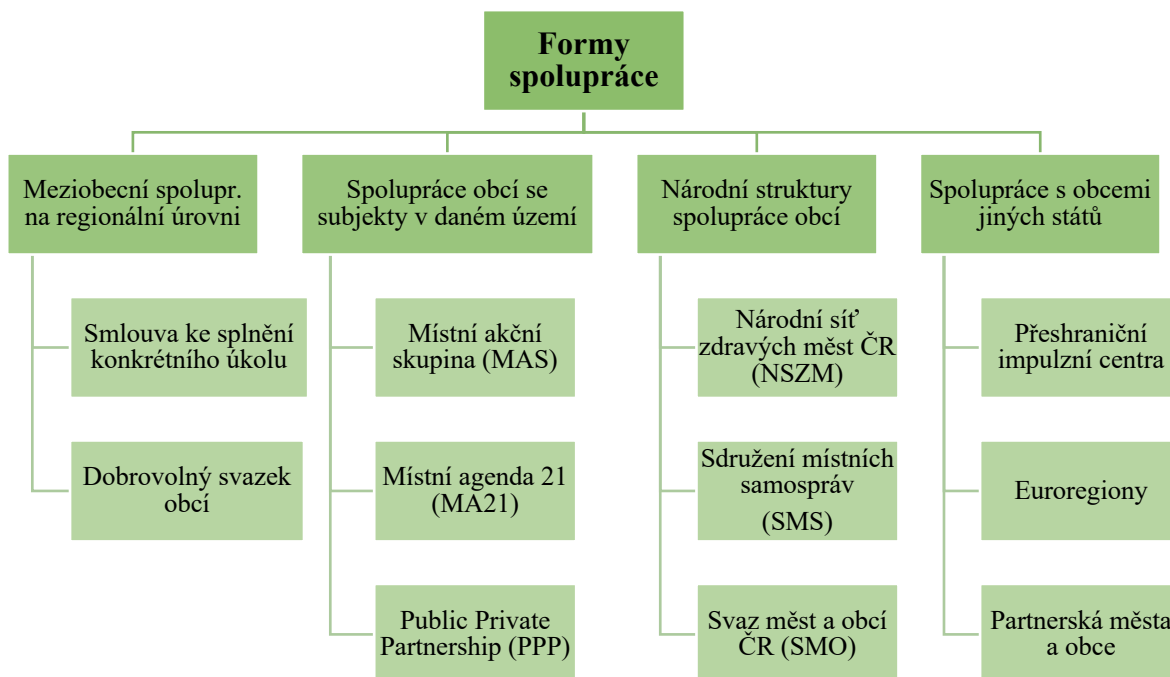 Formy
spolupráce
Meziobecní spolupr.
na regionální úrovni
Smlouva ke splnění
konkrétního úkolu
Dobrovolný svazek
obcí
Spolupráce obcí se
subjekty v daném území
Místní akční
skupina (MAS)
Místní agenda 21
(MA21)
Public Private
Partnership (PPP)
Národní struktury
spolupráce obcí
Národní síť
zdravých měst ČR
(NSZM)
Sdružení místních
samospráv
(SMS)
Svaz měst a obcí
ČR (SMO)
Spolupráce s obcemi
jiných států
Přeshraniční
impulzní centra
Euroregiony
Partnerská města
a obce